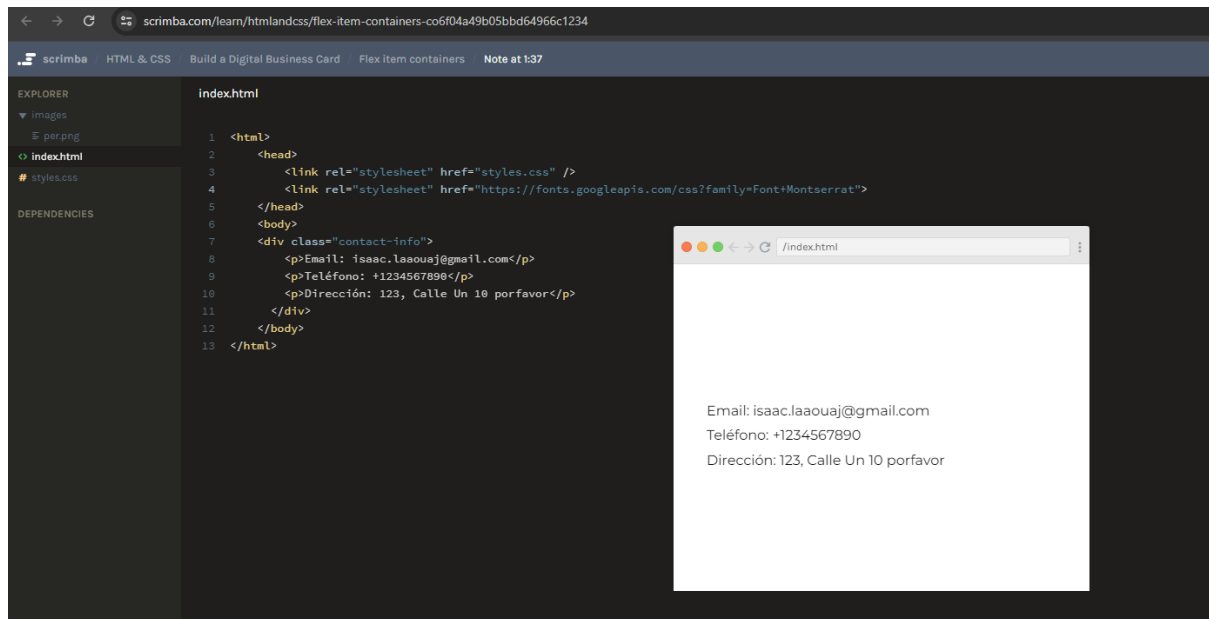 scrimba.com/learn/htmlandcss/flex-item-containers-co6f04a49b05bbd64966c1234
scrimba / HTML & CSS / Build a Digital Business Card / Flex item containers / Note at 1:37
EXPLORER
images
per.png
index.html
styles.css
DEPENDENCIES
index.html
1 <html>
2 <head>
3 <link rel="stylesheet" href="styles.css" />
4 <link rel="stylesheet" href="https://fonts.googleapis.com/css?family=Font+Montserrat">
5 </head>
6 <body>
7 <div class="contact-info">
8 <p>Email: isaac.laaouaj@gmail.com</p>
9 <p>Teléfono: +1234567890</p>
10 <p>Dirección: 123, Calle Un 10 porfavor</p>
11 </div>
12 </body>
13 </html>
/index.html
Email: isaac.laaouaj@gmail.com
Teléfono: +1234567890
Dirección: 123, Calle Un 10 porfavor